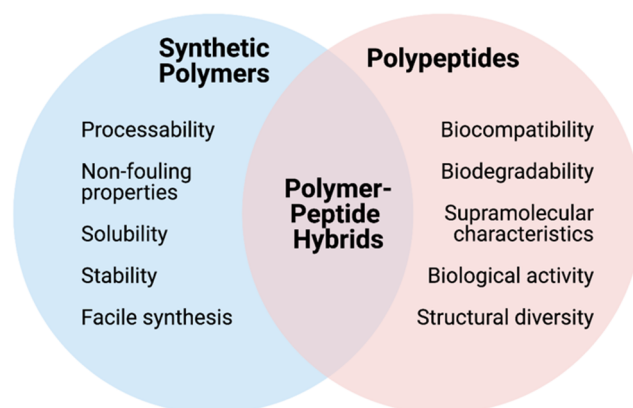 Synthetic
Polymers
Processability
Non-fouling
properties
Solubility
Stability
Facile synthesis
Polymer-
Peptide
Hybrids
Polypeptides
Biocompatibility
Biodegradability
Supramolecular
characteristics
Biological activity
Structural diversity